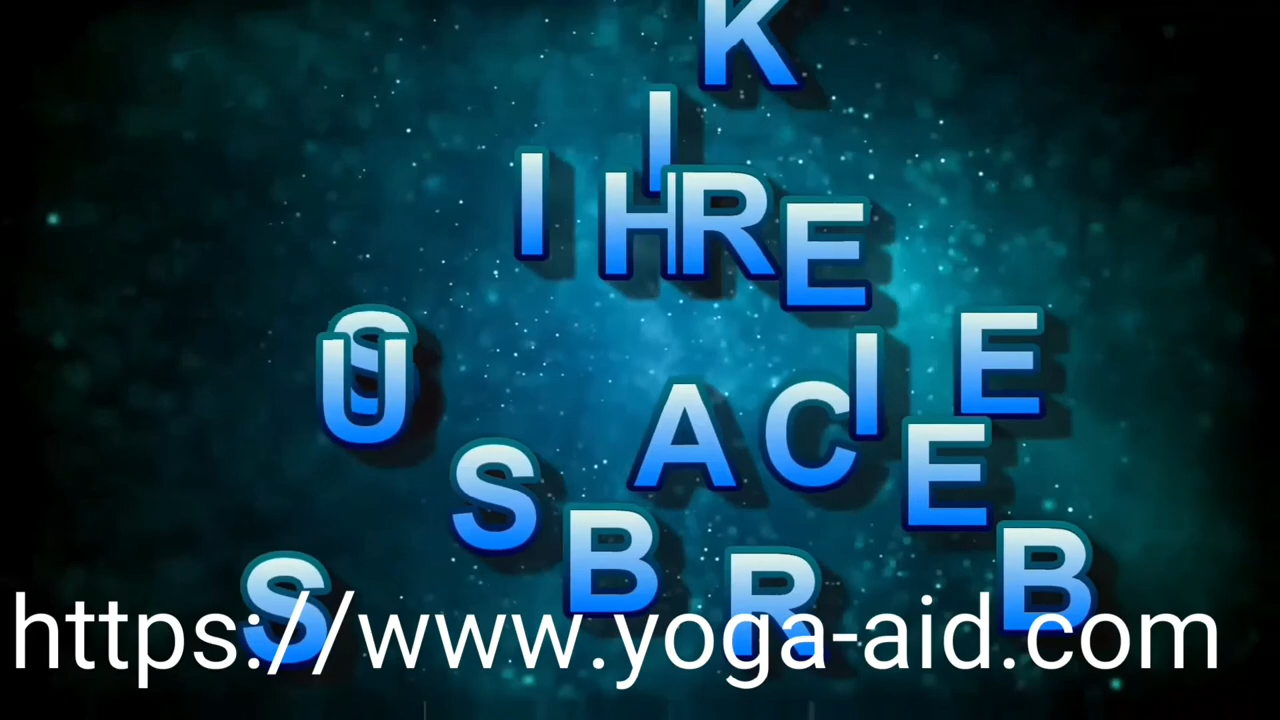 K
I
I H R E
S U E
I
A C
S E
B B
S R
https://www.yoga-aid.com